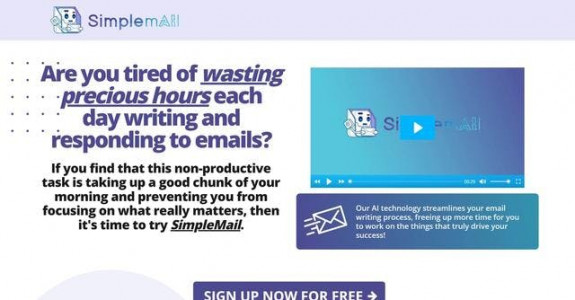 SimplemAil
Are you tired of wasting
precious hours each
day writing and
responding to emails?
If you find that this non-productive
task is taking up a good chunk of your
morning and preventing you from
focusing on what really matters, then
it's time to try SimpleMail.
SimplemAil
00:29
Our AI technology streamlines your email
writing process, freeing up more time for you
to work on the things that truly drive your
success!
SIGN UP NOW FOR FREE →